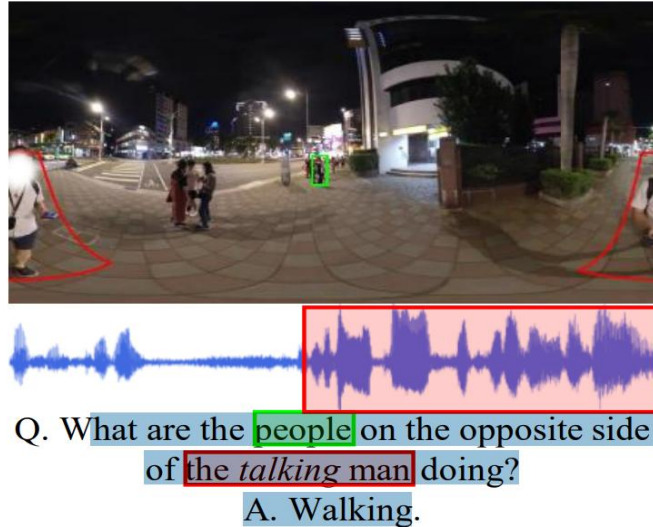 Q. What are the people on the opposite side
of the talking man doing?
A. Walking.